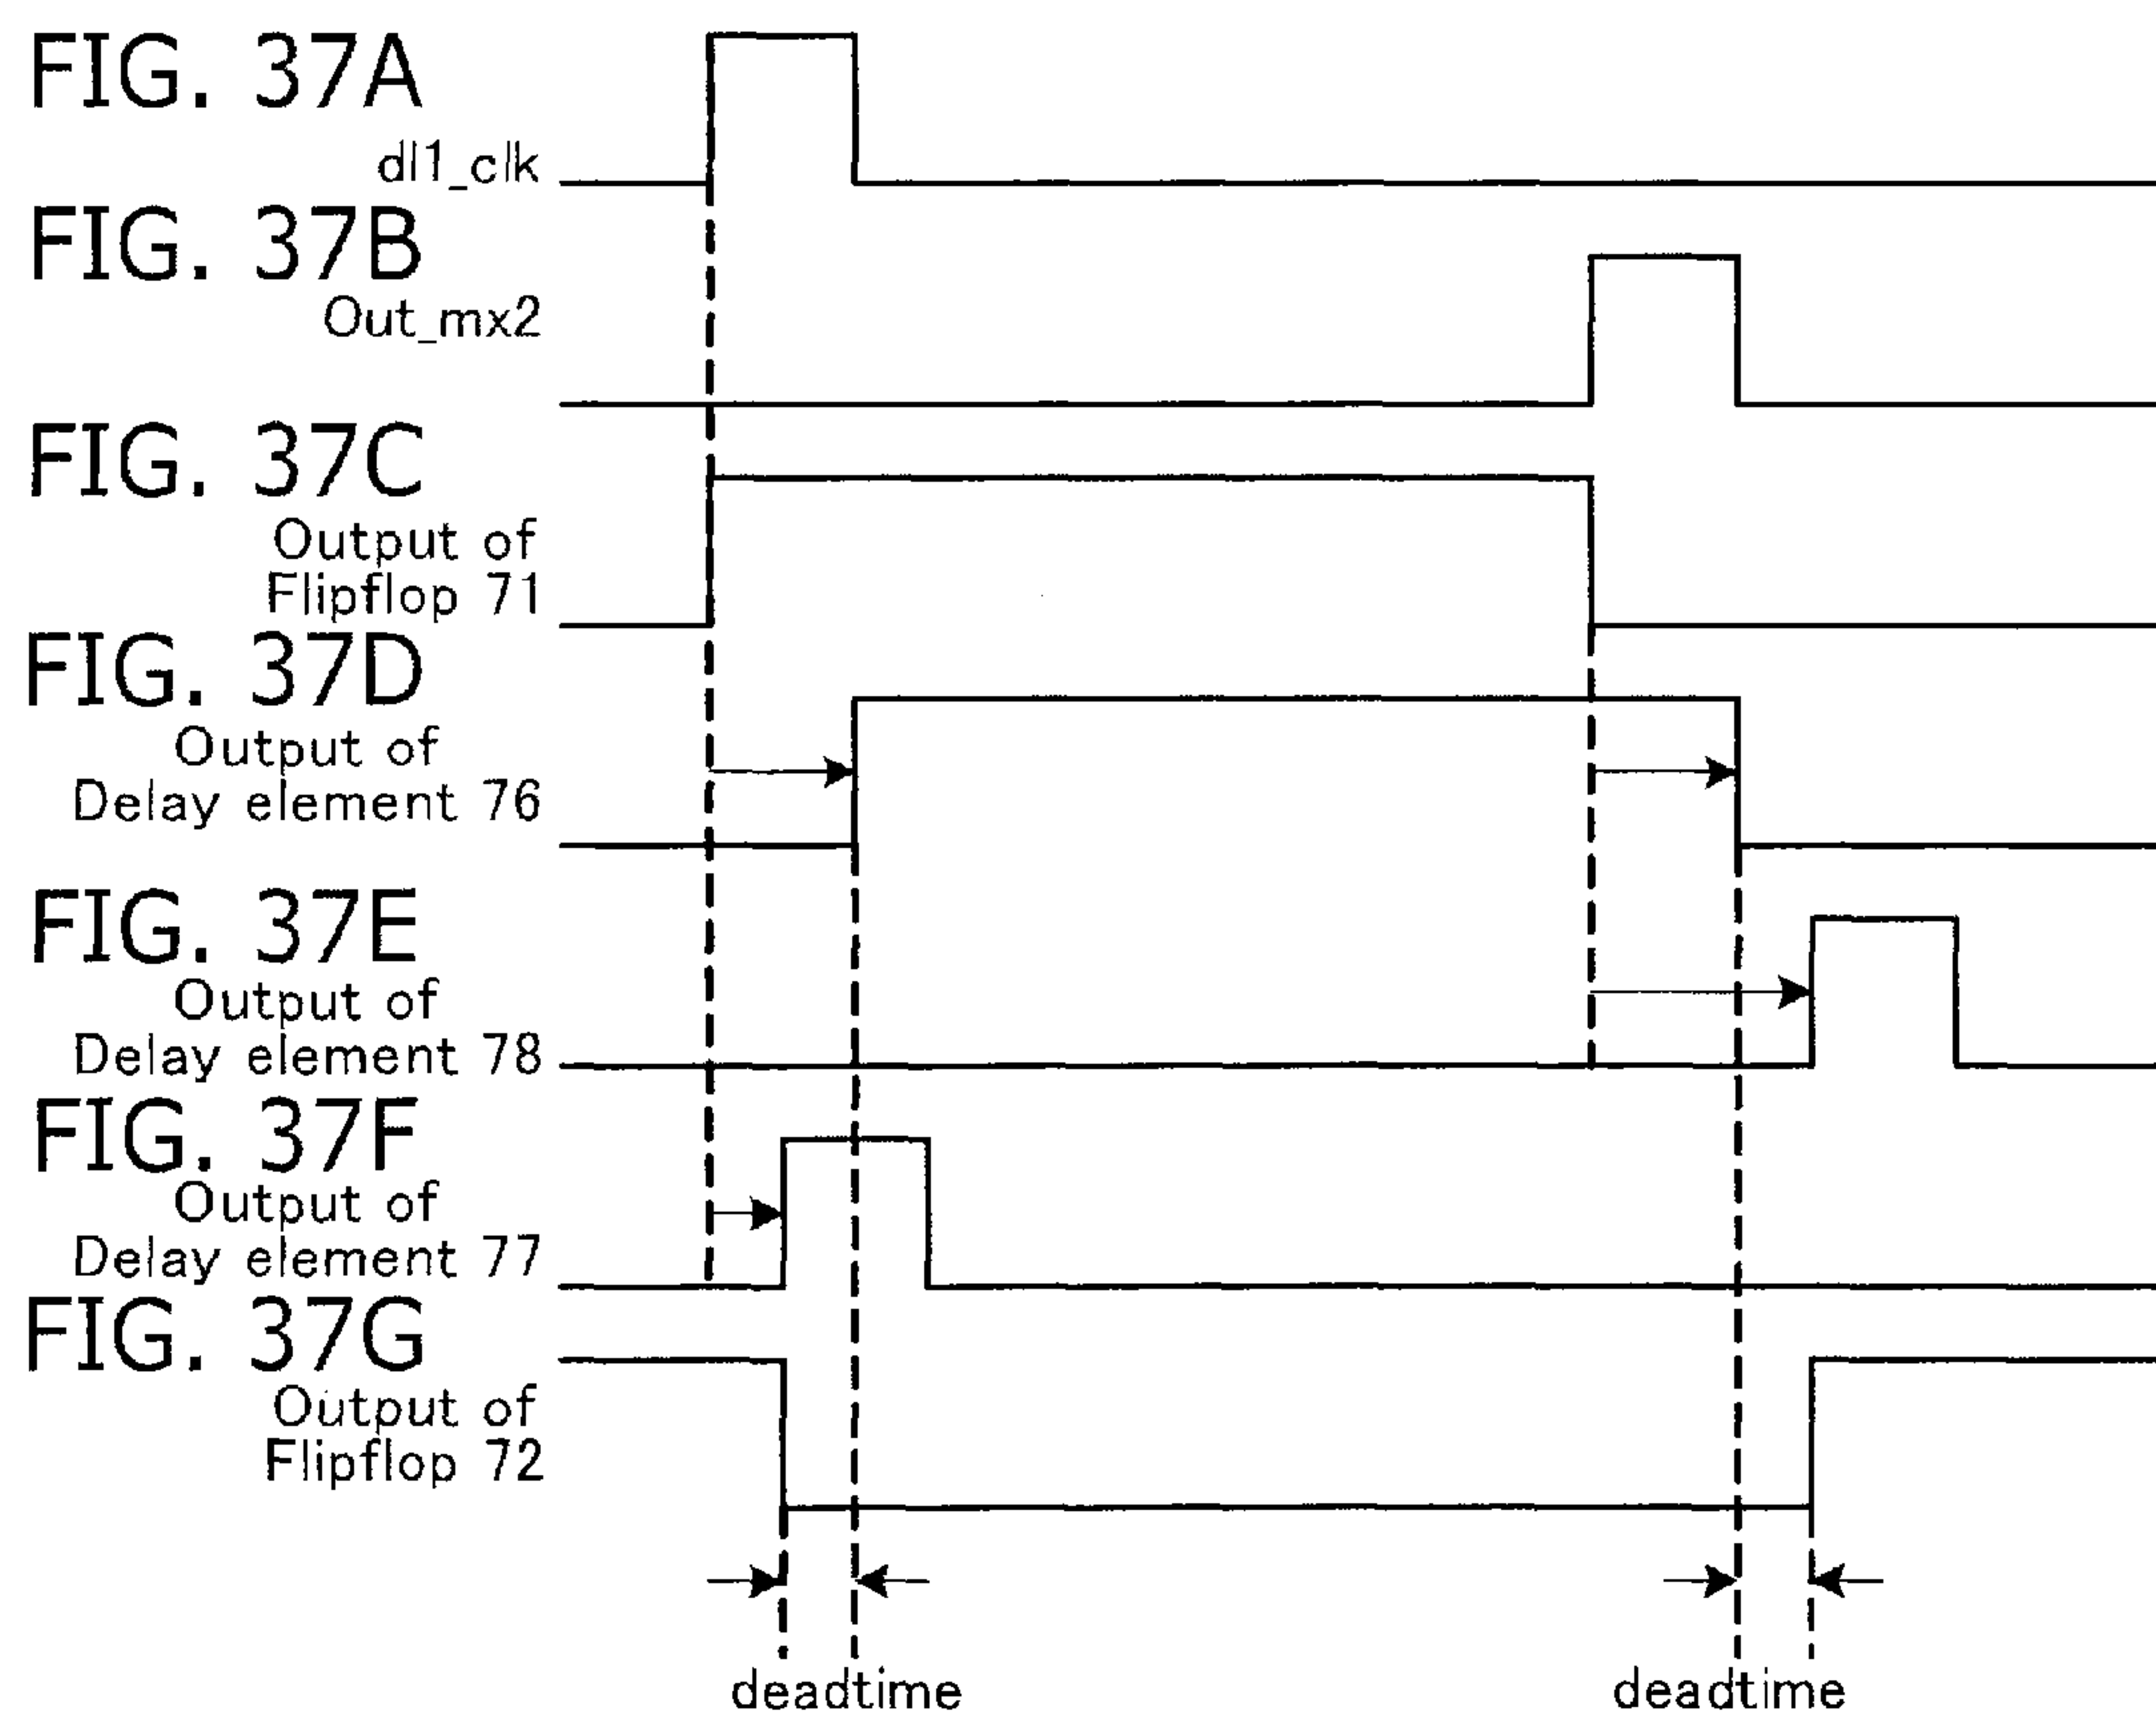 FIG. 37A
dl1_clk
FIG. 37B
Out_mx2
FIG. 37C
Output of
Flipflop 71
FIG. 37D
Output of
Delay element 76
FIG. 37E
Output of
Delay element 78
FIG. 37F
Output of
Delay element 77
FIG. 37G
Output of
Flipflop 72
deadtime
deadtime